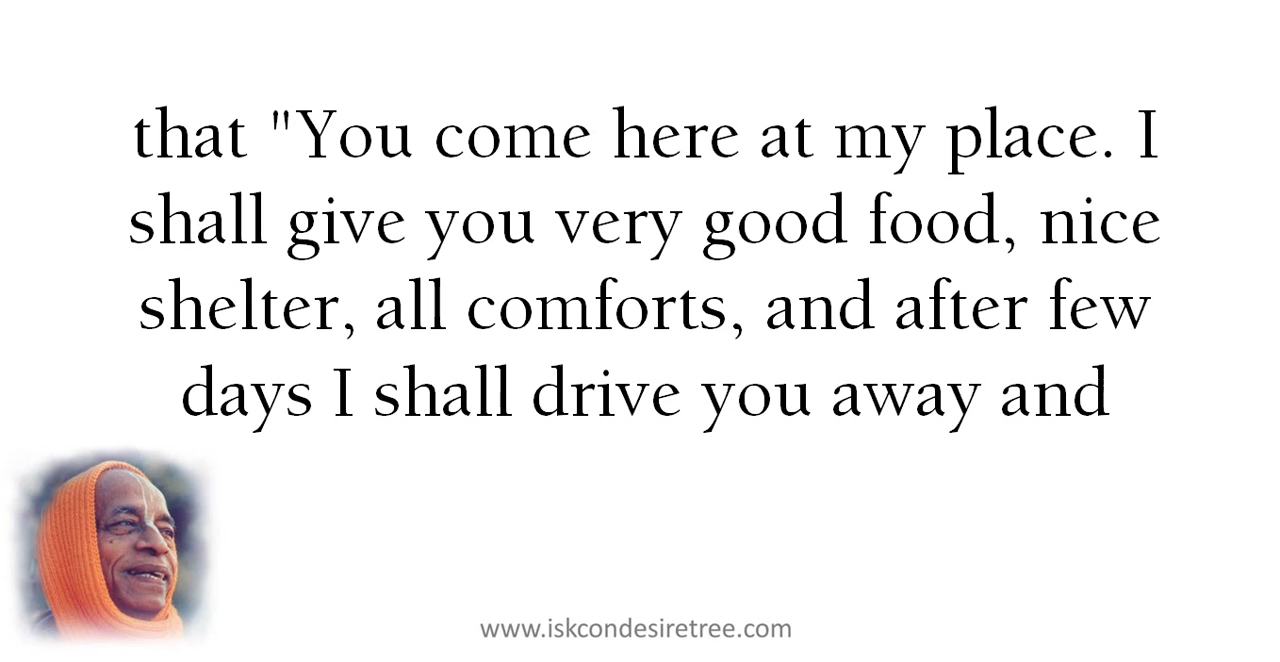 that "You come here at my place. I
shall give you very good food, nice
shelter, all comforts, and after few
days I shall drive you away and
www.iskcondesiretree.com